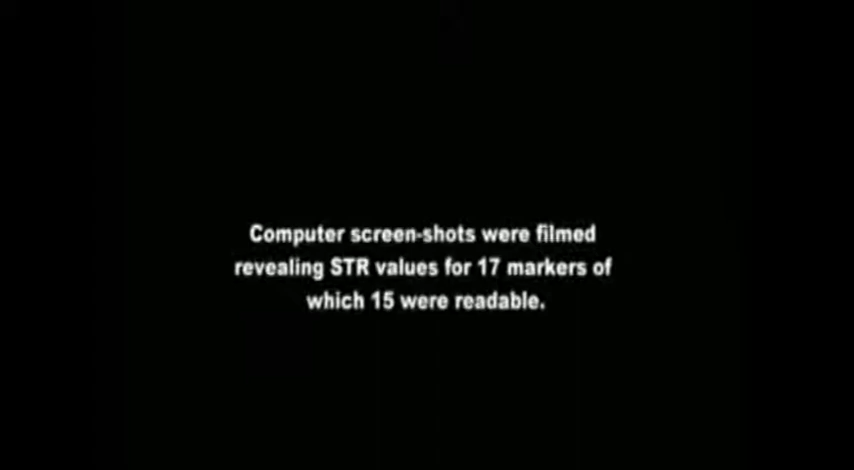 Computer screen-shots were filmed
revealing STR values for 17 markers of
which 15 were readable.